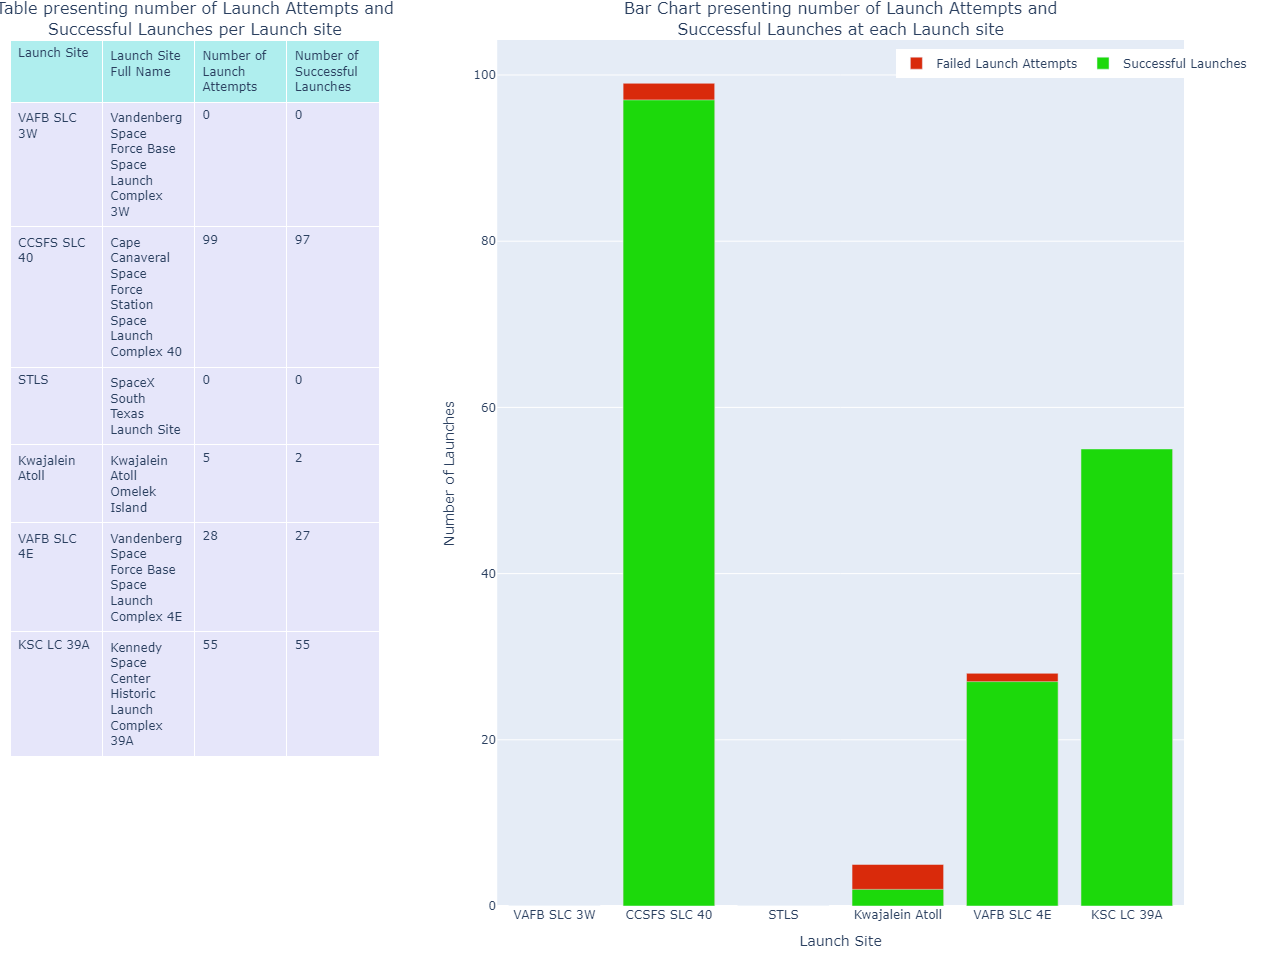 Table presenting number of Launch Attempts and
Successful Launches per Launch site
Launch Site
Launch Site
Full Name
Number of
Launch
Attempts
Number of
Successful
Launches
VAFB SLC
3W
Vandenberg
Space
Force Base
Space
Launch
Complex
3W
0
0
CCSFS SLC
40
Cape
Canaveral
Space
Force
Station
Space
Launch
Complex 40
99
97
STLS
SpaceX
South
Texas
Launch Site
0
0
Kwajalein
Atoll
Kwajalein
Atoll
Omelek
Island
5
2
VAFB SLC
4E
Vandenberg
Space
Force Base
Space
Launch
Complex 4E
28
27
KSC LC 39A
Kennedy
Space
Center
Historic
Launch
Complex
39A
55
55
Bar Chart presenting number of Launch Attempts and
Successful Launches at each Launch site
Failed Launch Attempts
Successful Launches
Number of Launches
100
80
60
40
20
0
VAFB SLC 3W
CCSFS SLC 40
STLS
Kwajalein Atoll
VAFB SLC 4E
KSC LC 39A
Launch Site